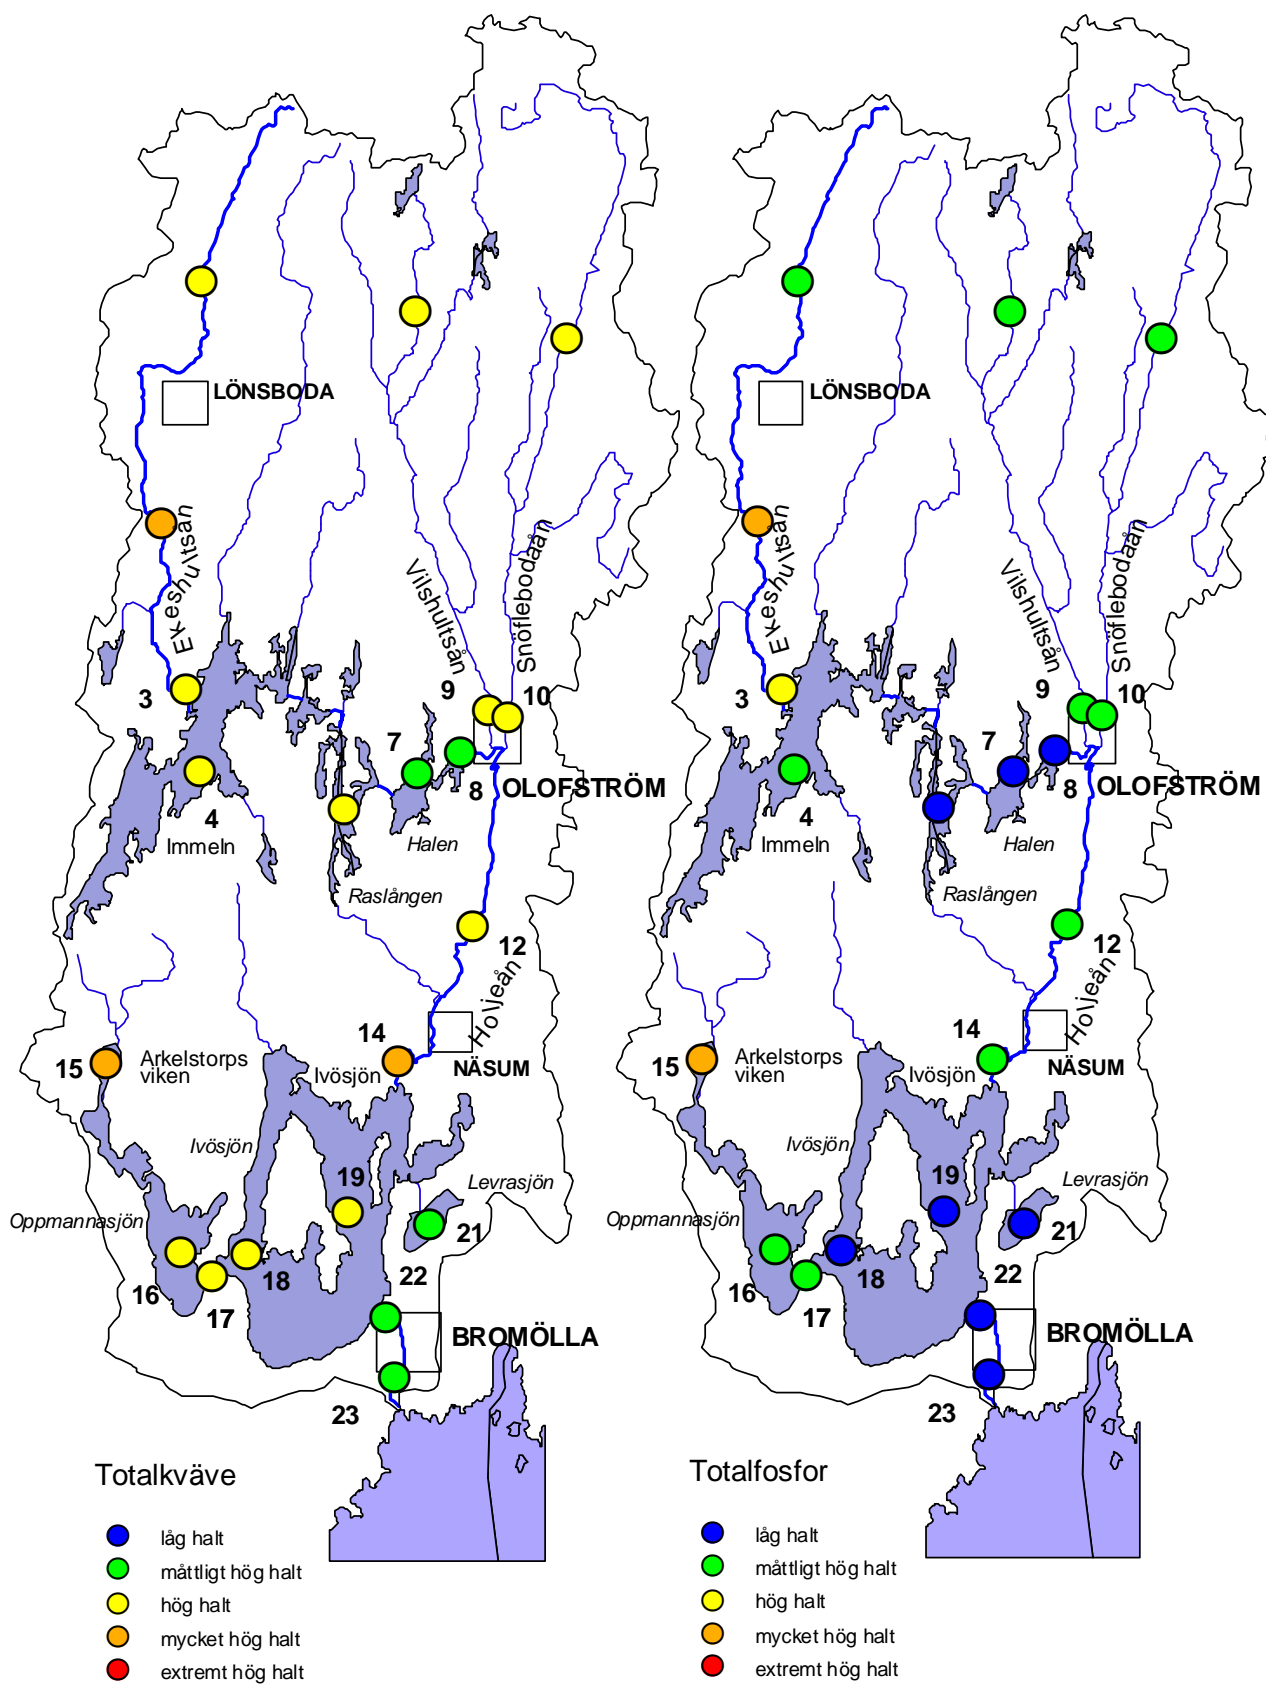 LÖNSBODA
Ekeshultsån
Vilshultsån
Snöflebodaån
3
9
10
7
8
OLOFSTRÖM
4
Immeln
Halen
Raslången
12
Holjeån
14
15
Arkelstorps
viken
Ivösjön
NÄSUM
Ivösjön
19
Levrasjön
Oppmannasjön
21
16
17
18
22
BROMÖLLA
23
Totalkväve
låg halt
måttligt hög halt
hög halt
mycket hög halt
extremt hög halt
LÖNSBODA
Ekeshultsån
Vilshultsån
Snöflebodaån
3
9
10
7
8
OLOFSTRÖM
4
Immeln
Halen
Raslången
12
Holjeån
14
15
Arkelstorps
viken
Ivösjön
NÄSUM
Ivösjön
19
Levrasjön
Oppmannasjön
21
16
17
18
22
BROMÖLLA
23
Totalfosfor
låg halt
måttligt hög halt
hög halt
mycket hög halt
extremt hög halt